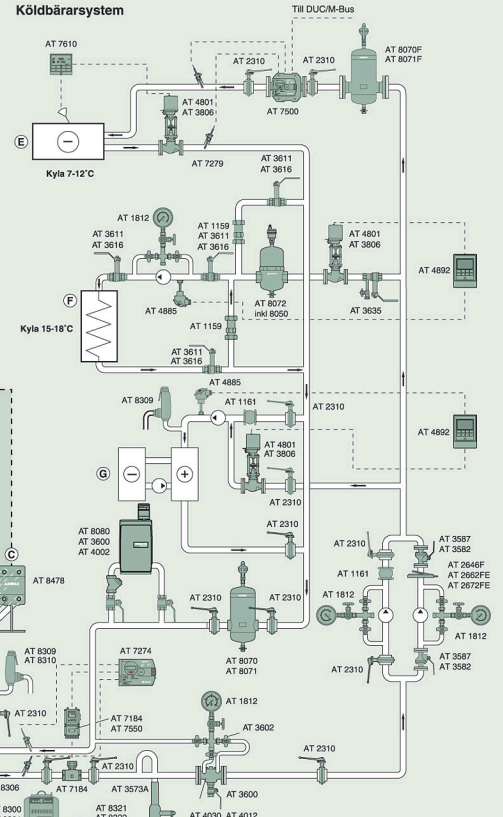 Köldbärarsystem
Till DUC/M-Bus
AT 7610
AT 2310
AT 2310
AT 8070F
AT 8071F
AT 4801
AT 3806
AT 7500
E
Kyla 7-12°C
AT 7279
AT 3611
AT 3616
AT 1812
AT 1159
AT 3611
AT 3616
AT 3611
AT 3616
AT 4801
AT 3806
AT 4892
F
AT 4885
AT 8072
inkl 8050
AT 3635
Kyla 15-18°C
AT 1159
AT 3611
AT 3616
AT 4885
AT 8309
AT 1161
AT 2310
AT 4892
AT 4801
AT 3806
G
AT 2310
AT 8080
AT 3600
AT 4002
AT 2310
AT 2310
AT 3587
AT 3582
C
AT 8478
AT 1161
AT 2646F
AT 2662FE
AT 2672FE
AT 2310
AT 2310
AT 1812
AT 1812
AT 8309
AT 8310
AT 7274
AT 8070
AT 8071
AT 2310
AT 3587
AT 3582
AT 2310
AT 7184
AT 7550
AT 1812
AT 3602
AT 2310
AT 2310
8306
AT 7184
AT 3573A
AT 3600
8300
AT 8321
AT 4030
AT 4012